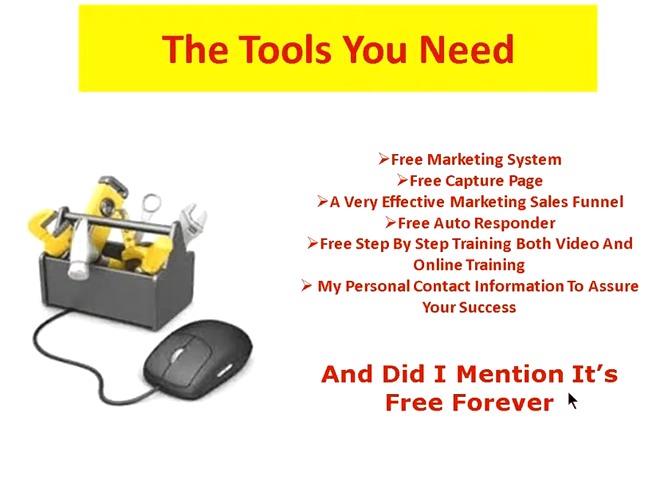 The Tools You Need
➢Free Marketing System
➢Free Capture Page
➢A Very Effective Marketing Sales Funnel
➢Free Auto Responder
➢Free Step By Step Training Both Video And
Online Training
➢ My Personal Contact Information To Assure
Your Success
And Did I Mention It’s
Free Forever